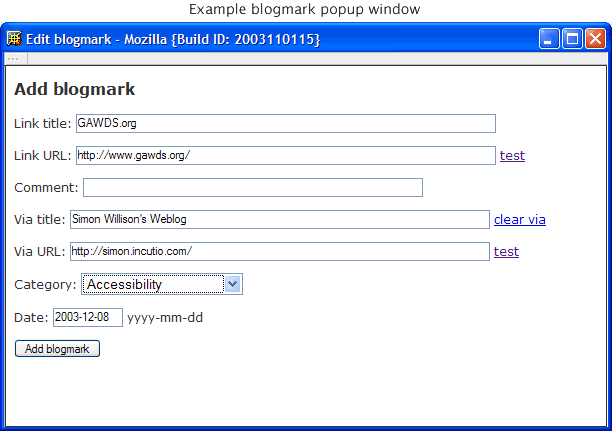 Example blogmark popup window
Edit blogmark - Mozilla {Build ID: 2003110115}
Add blogmark
Link title: GAWDS.org
Link URL: http://www.gawds.org/ test
Comment:
Via title: Simon Willison's Weblog clear via
Via URL: http://simon.incutio.com/ test
Category: Accessibility
Date: 2003-12-08 yyyy-mm-dd
Add blogmark